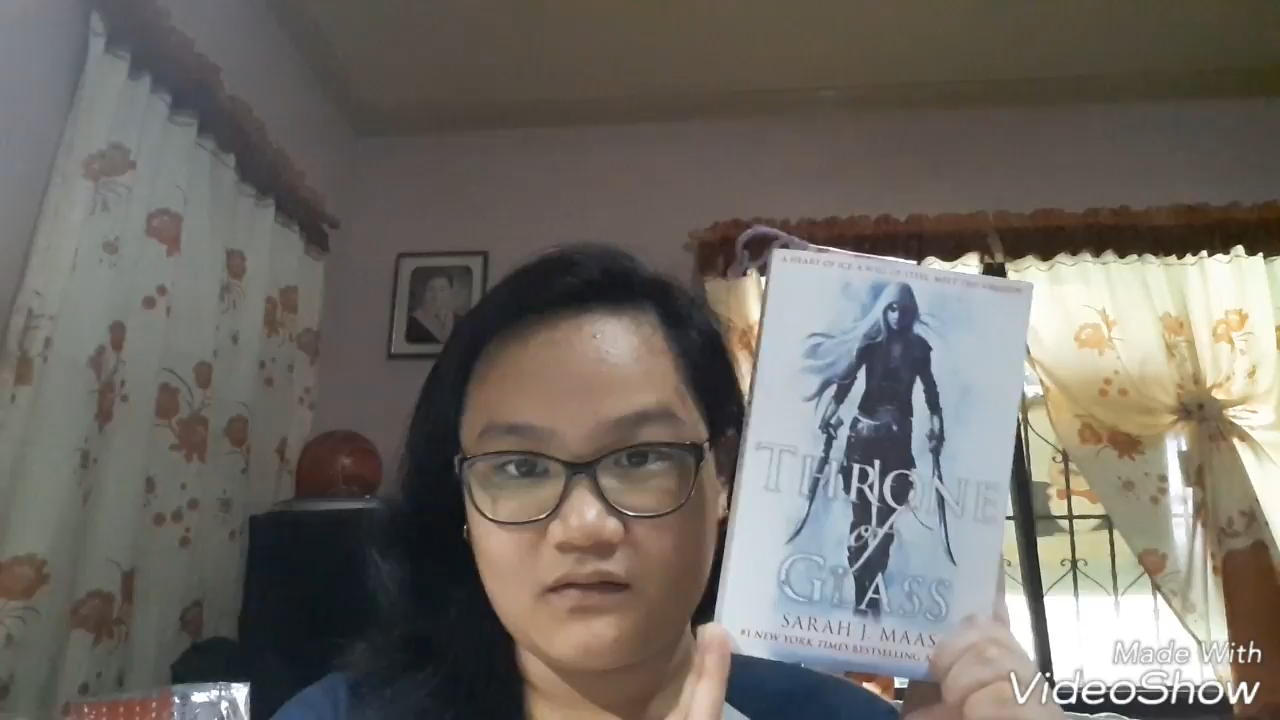 A HEART OF ICE. A WILL OF STEEL. MEET THE ASSASSIN
THRONE
of
GLASS
SARAH J. MAAS
#1 NEW YORK TIMES BESTSELLING
Made With
VideoShow